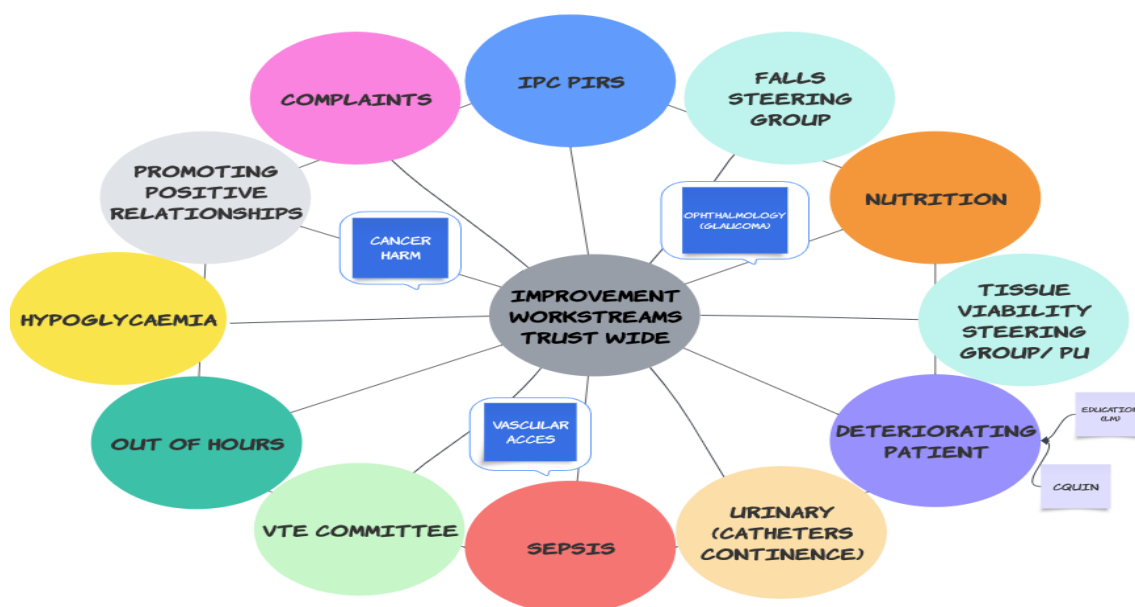 IPC PIRS
FALLS
STEERING
GROUP
COMPLAINTS
NUTRITION
PROMOTING
POSITIVE
RELATIONSHIPS
OPHTHALMOLOGY
(GLAUCOMA)
CANCER
HARM
IMPROVEMENT
WORKSTREAMS
TRUST WIDE
TISSUE
VIABILITY
STEERING
GROUP/ PU
HYPOGLYCAEMIA
OUT OF HOURS
VASCULAR
ACCES
DETERIORATING
PATIENT
EDUCATION
(LM)
CQUIN
VTE COMMITTEE
SEPSIS
URINARY
(CATHETERS
CONTINENCE)